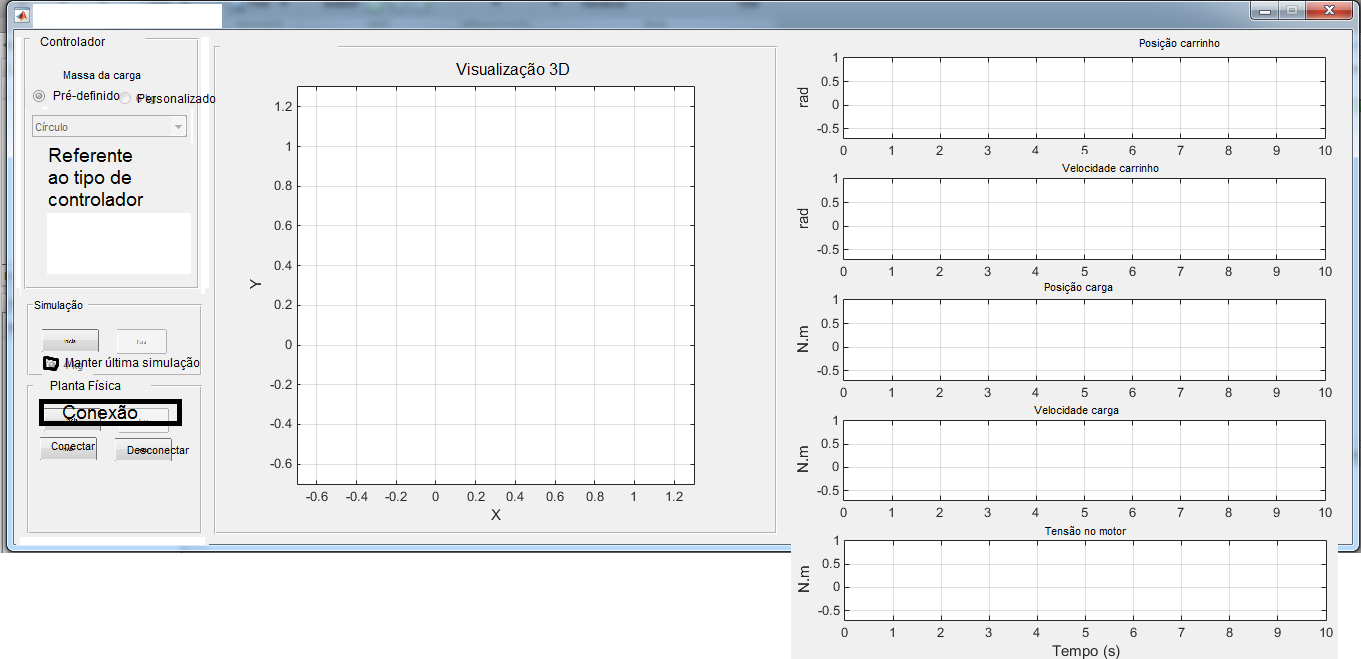 Controlador
Massa da carga
Pré-definido
Personalizado
Círculo
Referente
ao tipo de
controlador
Simulação
Inicia
Manter última simulação
Planta Física
Conexão
Conectar
Desconectar
Visualização 3D
1.2
1
0.8
0.6
0.4
0.2
0
-0.2
-0.4
-0.6
Y
-0.6 -0.4 -0.2 0 0.2 0.4 0.6 0.8 1 1.2
X
Posição carrinho
1
0.5
0
-0.5
rad
0 1 2 3 4 5 6 7 8 9 10
Velocidade carrinho
1
0.5
0
-0.5
rad
0 1 2 3 4 5 6 7 8 9 10
Posição carga
1
0.5
0
-0.5
N.m
0 1 2 3 4 5 6 7 8 9 10
Velocidade carga
1
0.5
0
-0.5
N.m
0 1 2 3 4 5 6 7 8 9 10
Tensão no motor
1
0.5
0
-0.5
N.m
0 1 2 3 4 5 6 7 8 9 10
Tempo (s)